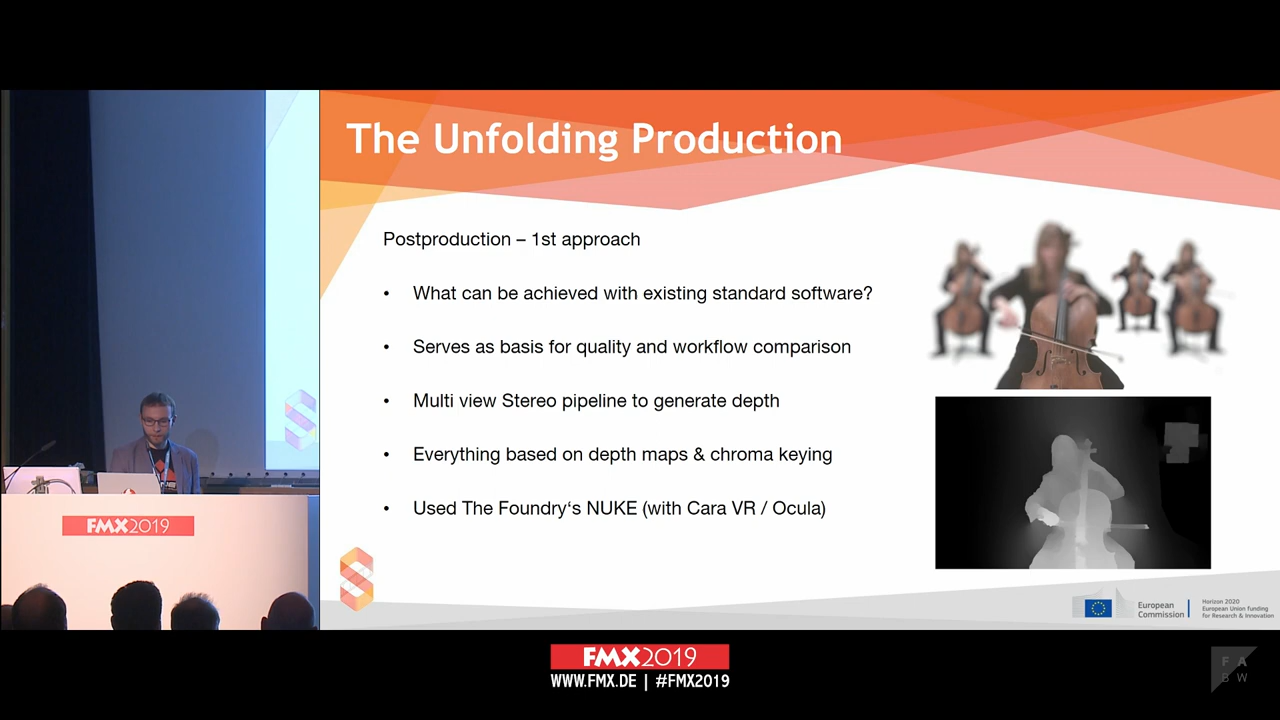 The Unfolding Production
Postproduction – 1st approach
• What can be achieved with existing standard software?
• Serves as basis for quality and workflow comparison
• Multi view Stereo pipeline to generate depth
• Everything based on depth maps & chroma keying
• Used The Foundry‘s NUKE (with Cara VR / Ocula)
FMX2019
European
Commission
Horizon 2020
European Union funding
for Research & Innovation
FMX2019
WWW.FMX.DE | #FMX2019
F A
B W